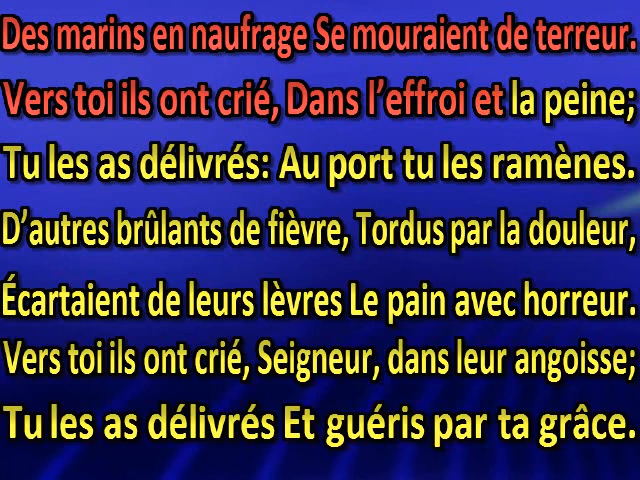 Des marins en naufrage Se mouraient de terreur.
Vers toi ils ont crié, Dans l’effroi et la peine;
Tu les as délivrés: Au port tu les ramènes.
D’autres brûlants de fièvre, Tordus par la douleur,
Écartaient de leurs lèvres Le pain avec horreur.
Vers toi ils ont crié, Seigneur, dans leur angoisse;
Tu les as délivrés Et guéris par ta grâce.